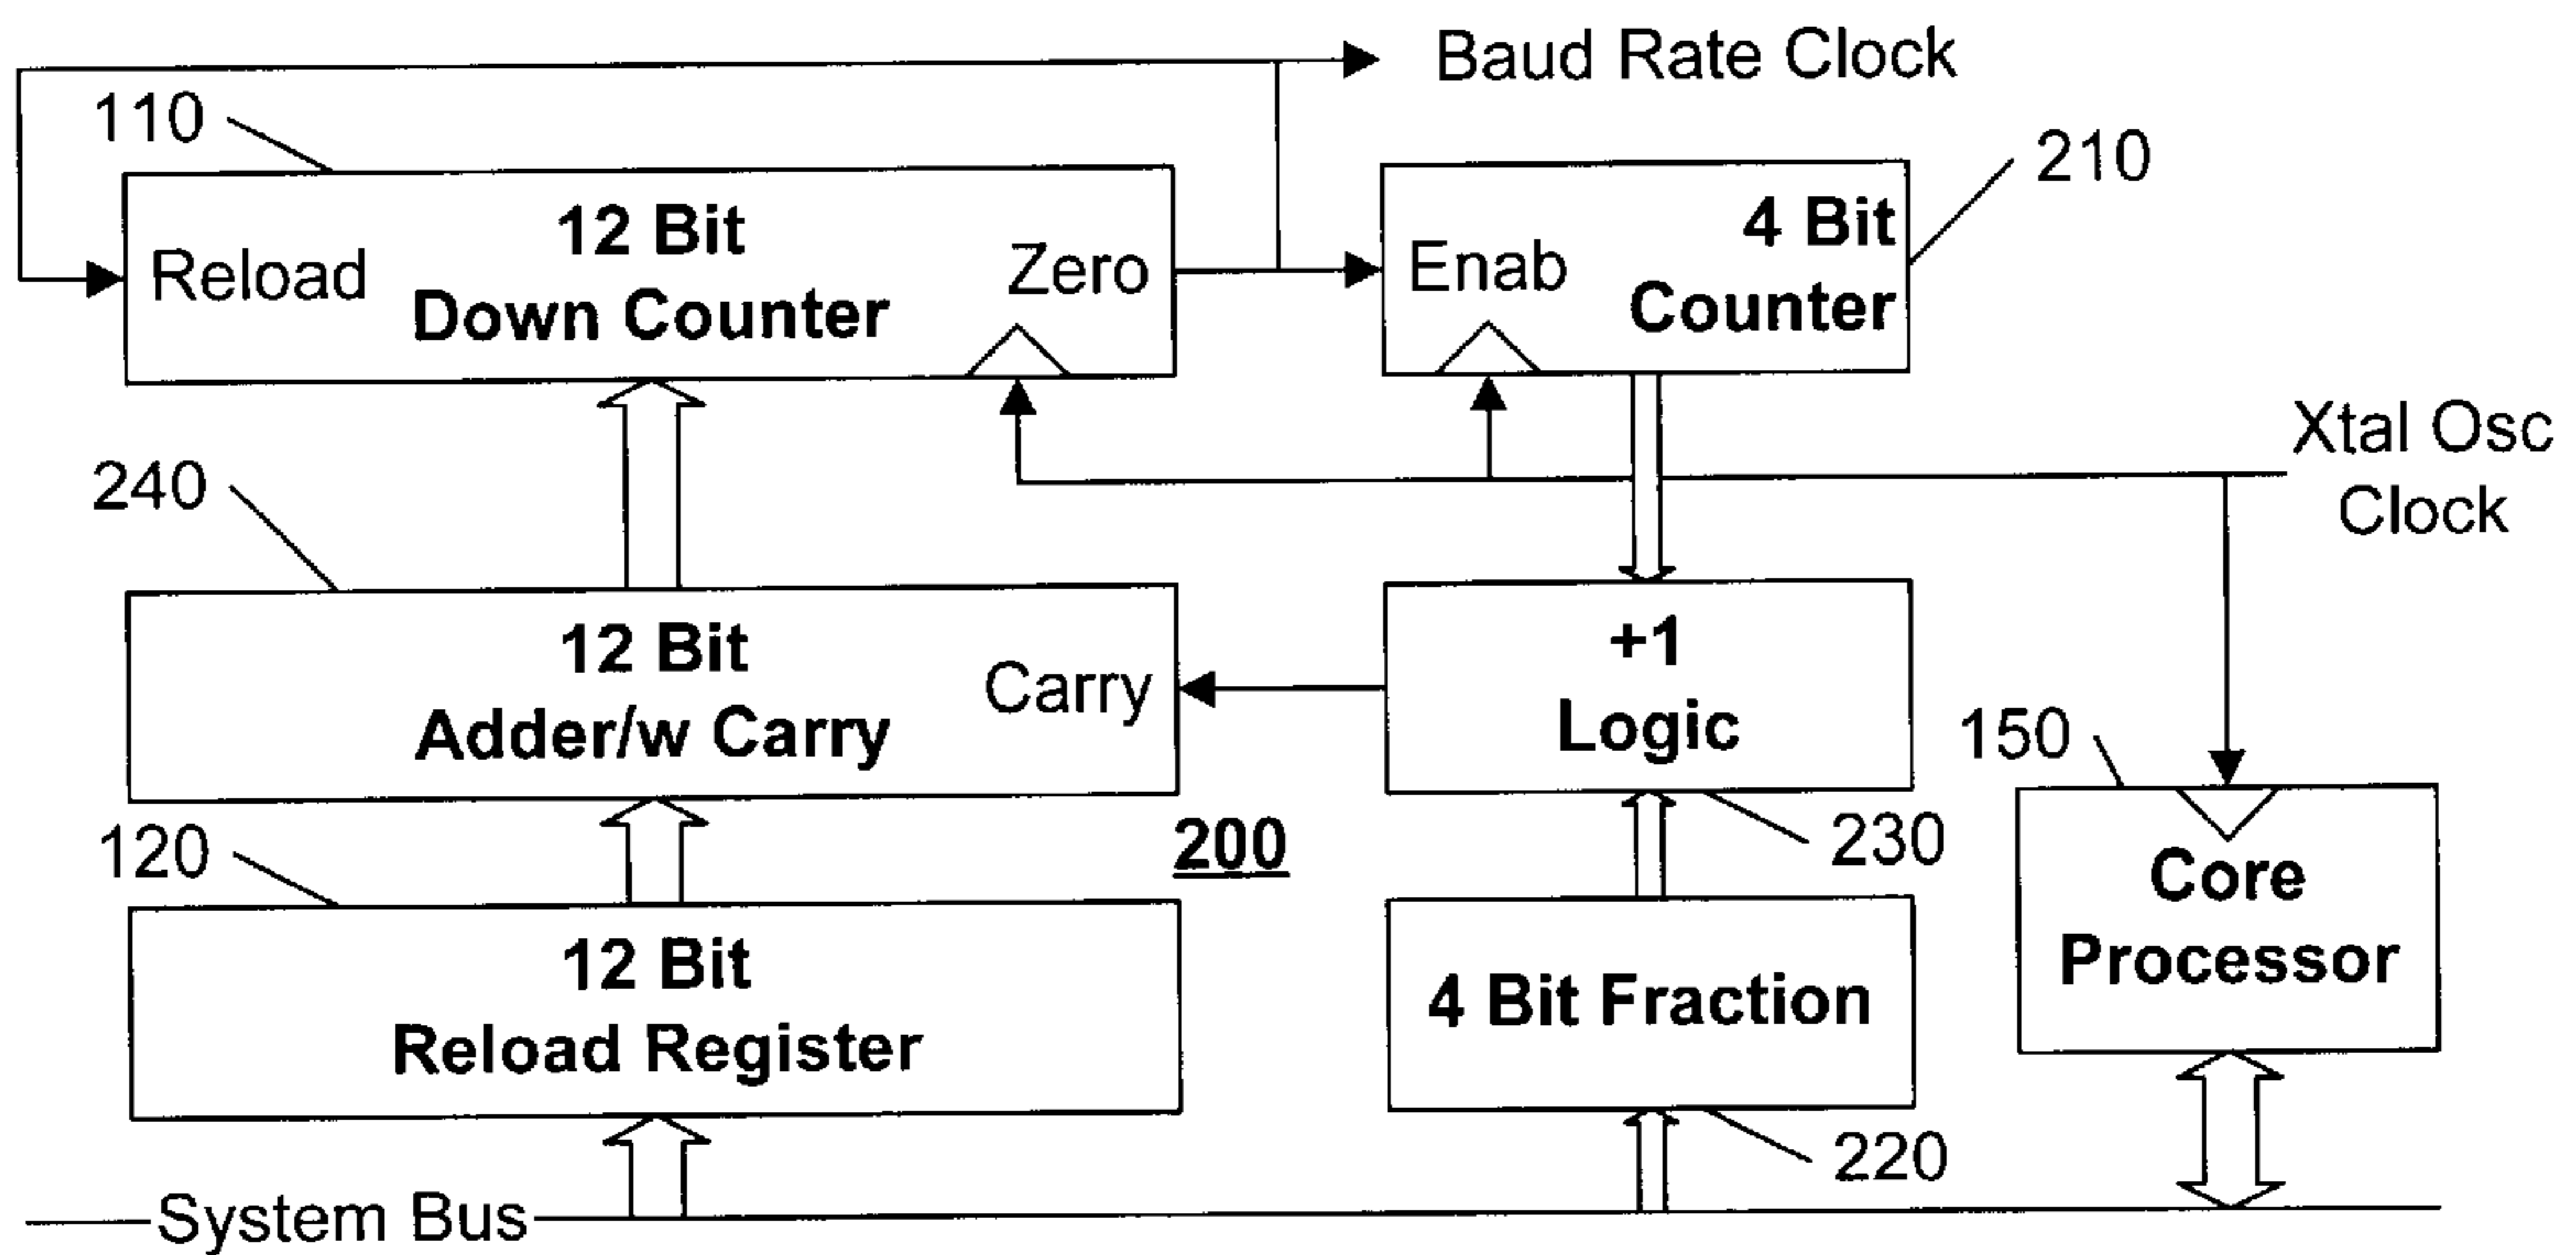 Baud Rate Clock
110
210
12 Bit
Down Counter
Reload
Zero
Enab
4 Bit
Counter
Xtal Osc
Clock
240
12 Bit
Adder/w Carry
Carry
+1
Logic
150
120
200
230
Core
Processor
12 Bit
Reload Register
4 Bit Fraction
220
System Bus